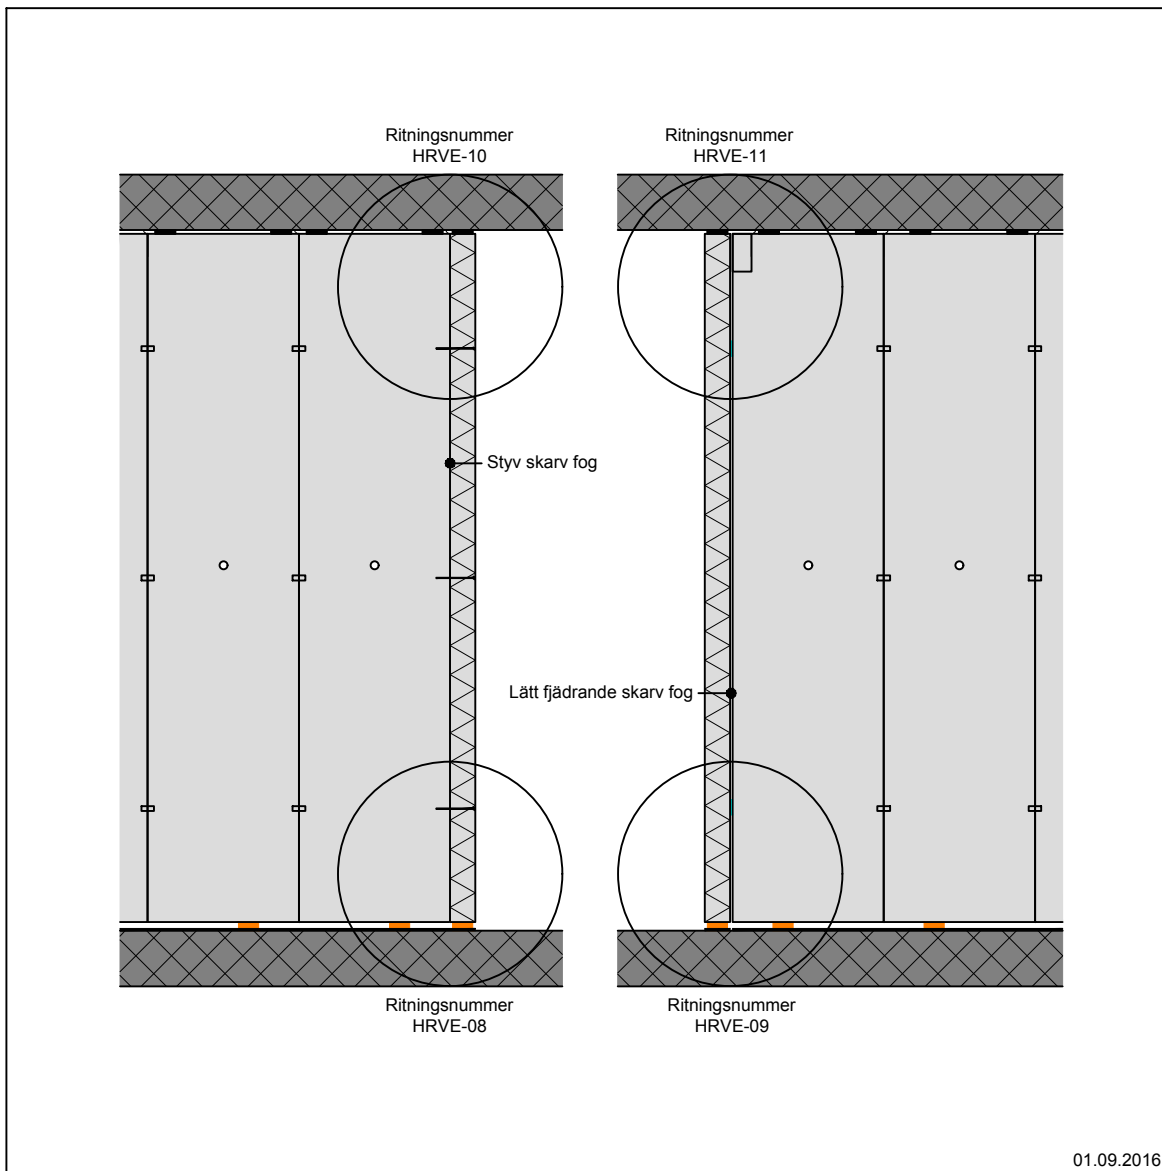 Ritningsnummer
HRVE-10
Ritningsnummer
HRVE-11
Styv skarv fog
Lätt fjädrande skarv fog
Ritningsnummer
HRVE-08
Ritningsnummer
HRVE-09
01.09.2016